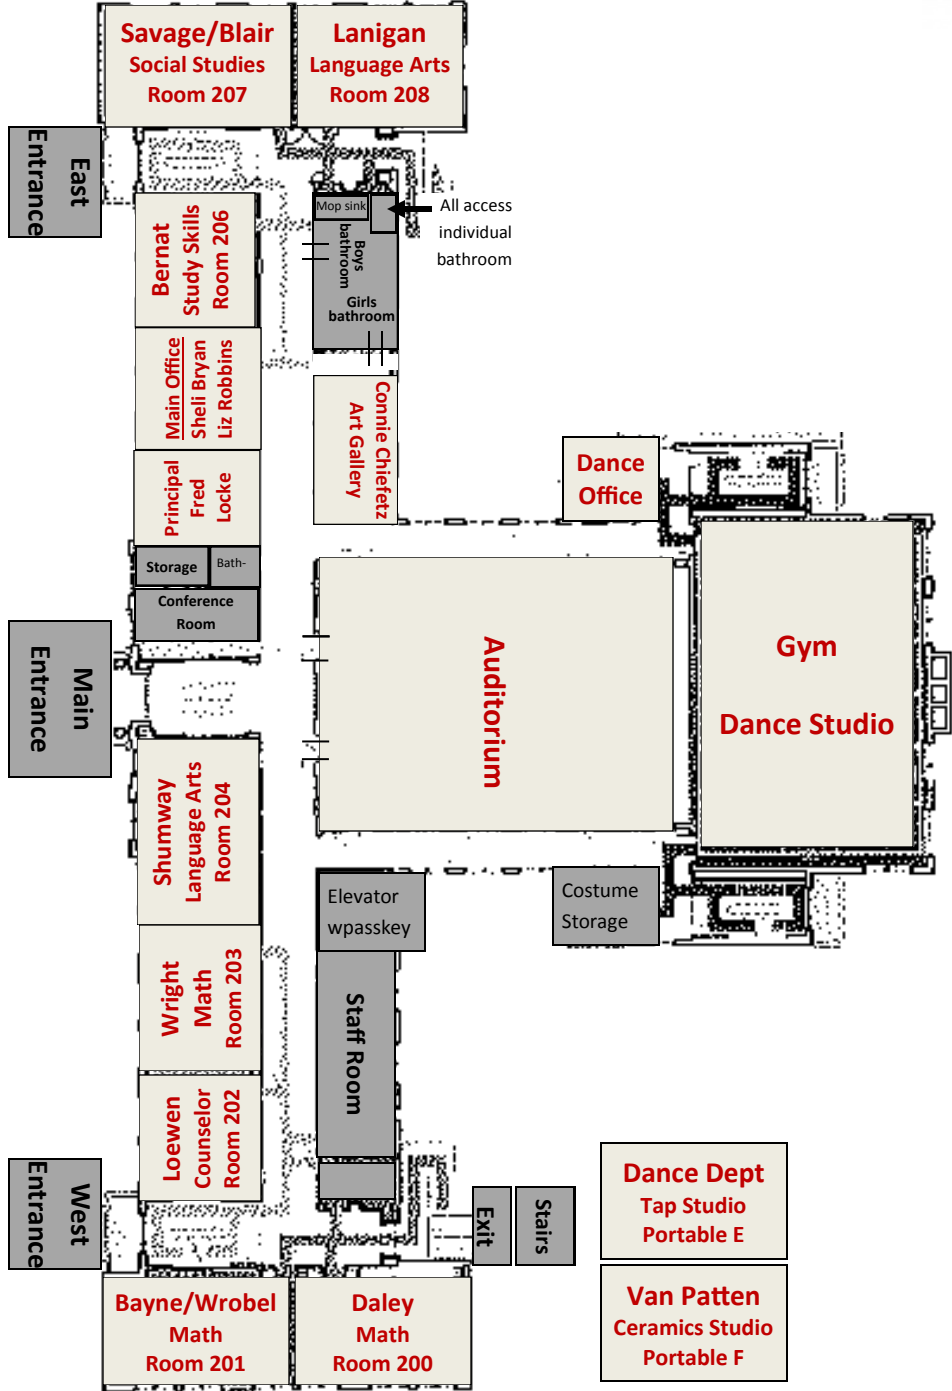 Savage/Blair
Social Studies
Room 207
Lanigan
Language Arts
Room 208
East
Entrance
Mop sink
All access
individual
bathroom
Boys
bathroom
Girls
bathroom
Bernat
Study Skills
Room 206
Main Office
Sheli Bryan
Liz Robbins
Connie Chiefetz
Art Gallery
Principal
Fred
Locke
Dance
Office
Storage
Bath-
Conference
Room
Main
Entrance
Auditorium
Gym
Dance Studio
Shumway
Language Arts
Room 204
Elevator
wpasskey
Costume
Storage
Wright
Math
Room 203
Staff Room
Loewen
Counselor
Room 202
West
Entrance
Exit
Stairs
Dance Dept
Tap Studio
Portable E
Bayne/Wrobel
Math
Room 201
Daley
Math
Room 200
Van Patten
Ceramics Studio
Portable F